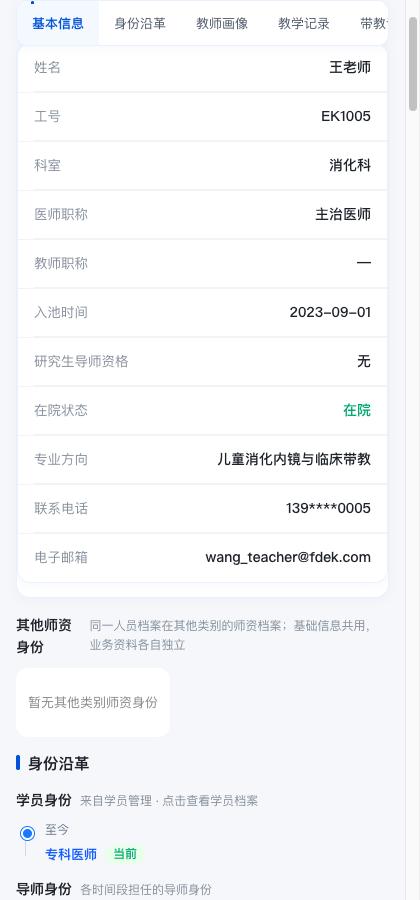 基本信息 身份沿革 教师画像 教学记录 带教
姓名 王老师
工号 EK1005
科室 消化科
医师职称 主治医师
教师职称 —
入池时间 2023-09-01
研究生导师资格 无
在院状态 在院
专业方向 儿童消化内镜与临床带教
联系电话 139****0005
电子邮箱 wang_teacher@fdek.com
其他师资身份
同一人员档案在其他类别的师资档案；基础信息共用，
业务资料各自独立
暂无其他类别师资身份
身份沿革
学员身份 来自学员管理 · 点击查看学员档案
至今
专科医师 当前
导师身份 各时间段担任的导师身份